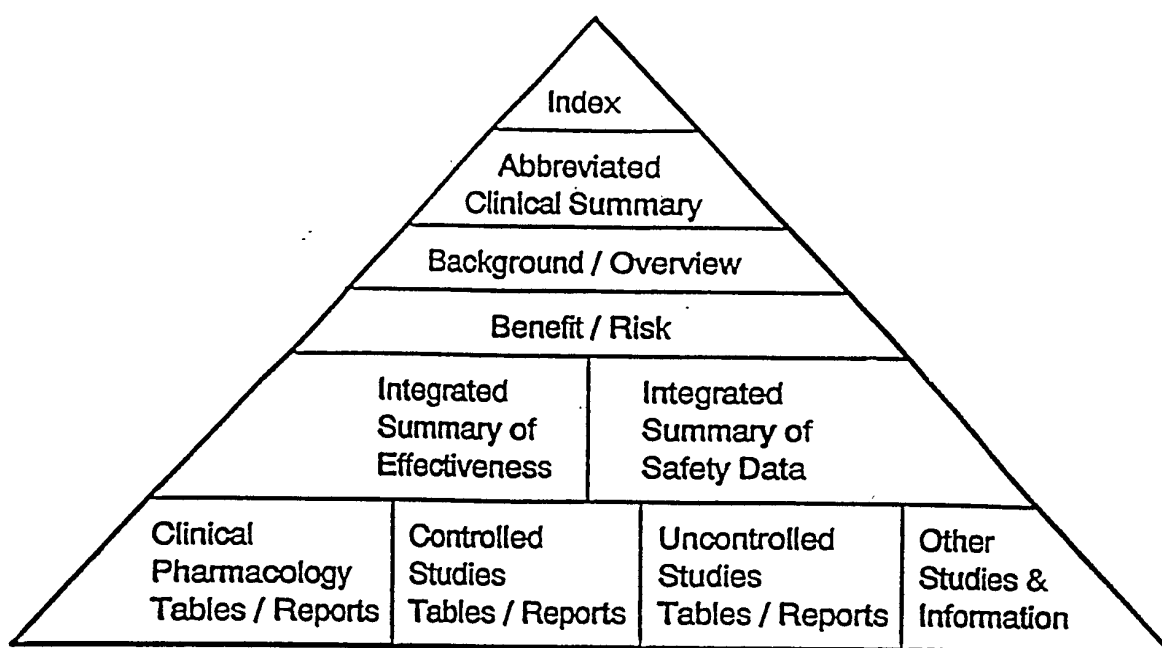 Index
Abbreviated
Clinical Summary
Background / Overview
Benefit / Risk
Integrated
Summary of
Effectiveness
Integrated
Summary of
Safety Data
Clinical
Pharmacology
Tables / Reports
Controlled
Studies
Tables / Reports
Uncontrolled
Studies
Tables / Reports
Other
Studies &
Information